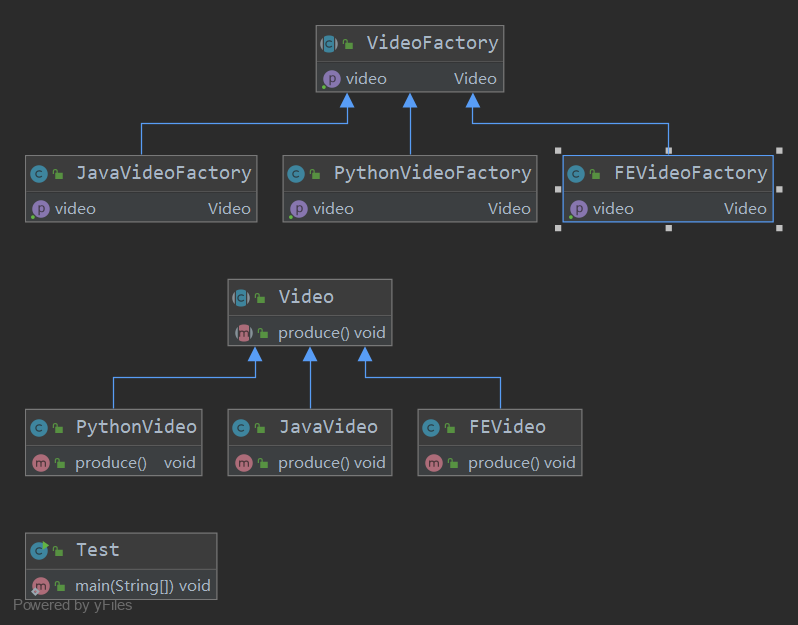 VideoFactory
video Video
JavaVideoFactory PythonVideoFactory FEVideoFactory
video Video video Video video Video
Video
produce() void
PythonVideo JavaVideo FEVideo
produce() void produce() void produce() void
Test
main(String[]) void
Powered by yFiles